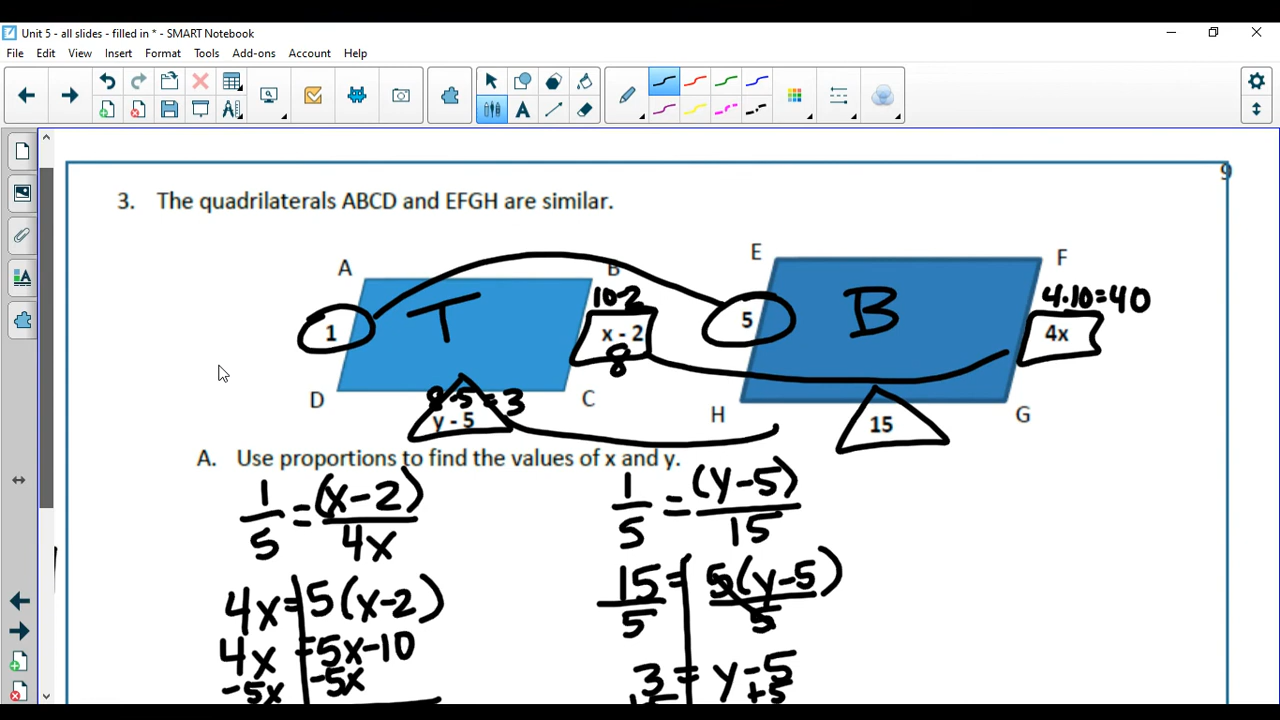 Unit 5 - all slides - filled in * - SMART Notebook
File Edit View Insert Format Tools Add-ons Account Help
9
3. The quadrilaterals ABCD and EFGH are similar.
A B E F
T B
10-2 4·10=40
1 x - 2 5 4x
8
D C H G
8-5=3
y - 5 15
A. Use proportions to find the values of x and y.
1/5 = (x-2)/4x 1/5 = (y-5)/15
4x = 5(x-2) 15/5 = 5(y-5)/5
4x = 5x-10 3 = y-5
-5x -5x +5